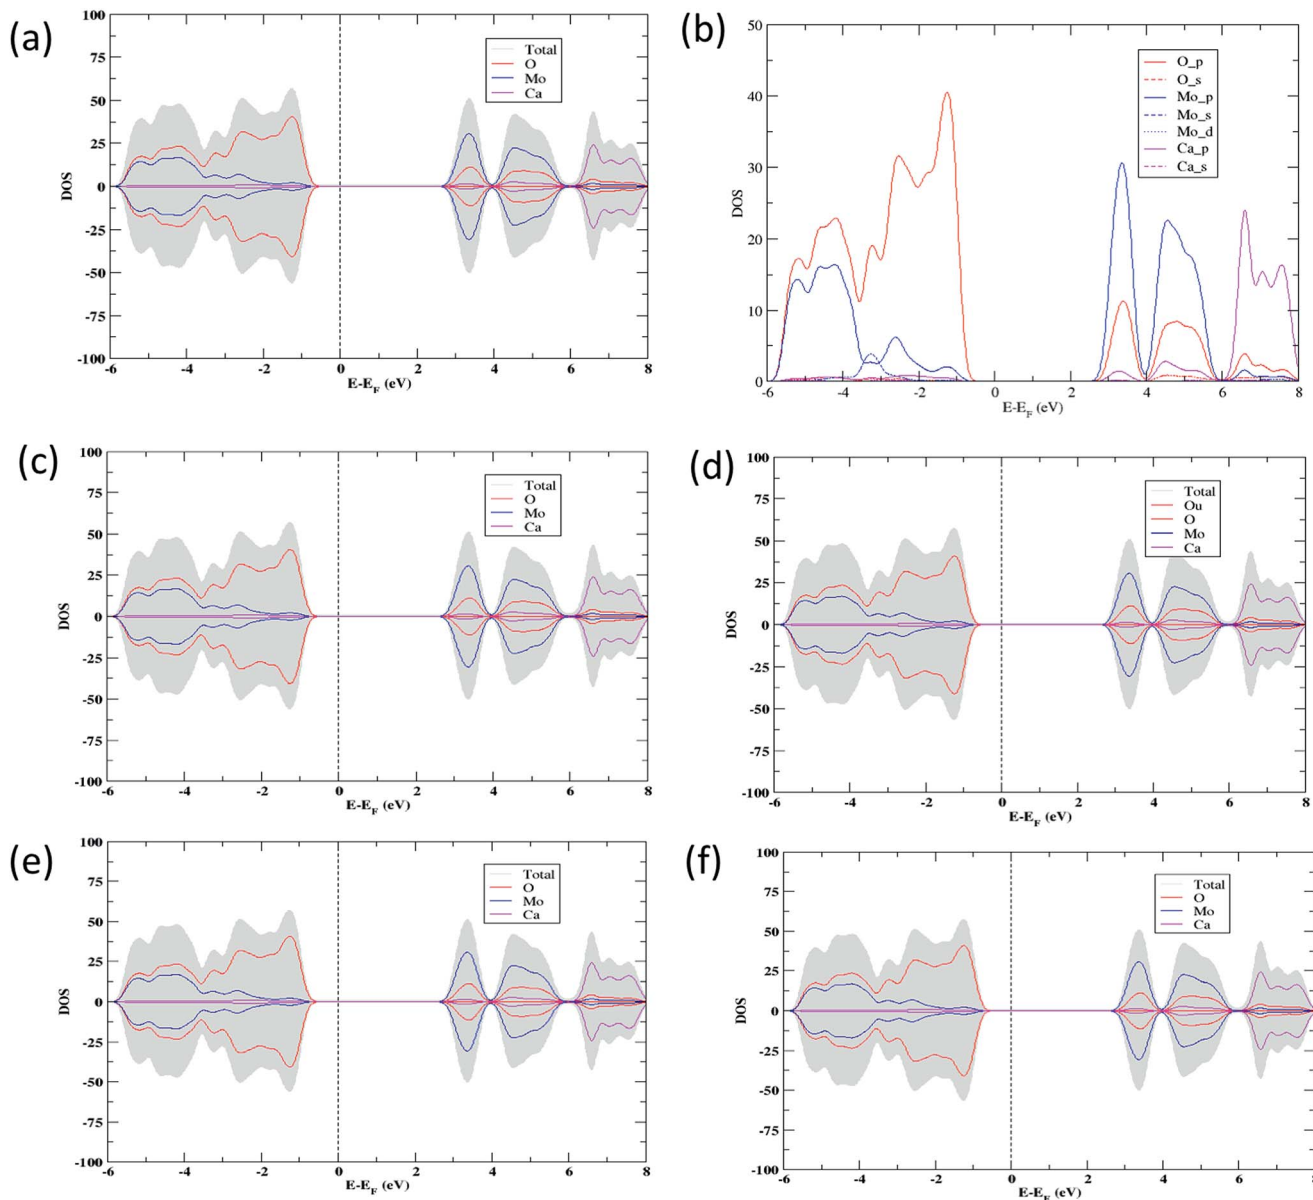 (a)
100
75
50
25
0
-25
-50
-75
-100
DOS
Total
O
Mo
Ca
-6 -4 -2 0 2 4 6 8
E-E_F (eV)
(b)
50
40
30
20
10
0
DOS
O_p
O_s
Mo_p
Mo_s
Mo_d
Ca_p
Ca_s
-6 -4 -2 0 2 4 6 8
E-E_F (eV)
(c)
100
75
50
25
0
25
-50
75
-100
DOS
Total
O
Mo
Ca
-6 -4 -2 0 2 4 6 8
E-E_F (eV)
(d)
100
75
50
25
0
-25
-50
-75
-100
DOS
Total
Ou
O
Mo
Ca
-6 -4 -2 0 2 4 6 8
E-E_F (eV)
(e)
100
75
50
25
0
-25
-50
-75
-100
DOS
Total
O
Mo
Ca
-6 -4 -2 0 2 4 6 8
E-E_F (eV)
(f)
100
75
50
25
0
-25
-50
-75
-100
DOS
Total
O
Mo
Ca
-6 -4 -2 0 2 4 6 8
E-E_F (eV)